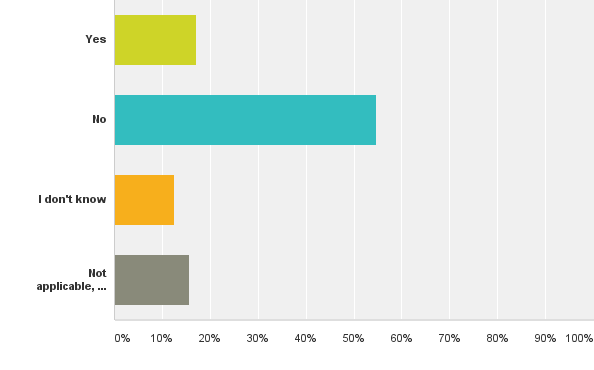 Yes
No
I don't know
Not
applicable, ...
0% 10% 20% 30% 40% 50% 60% 70% 80% 90% 100%